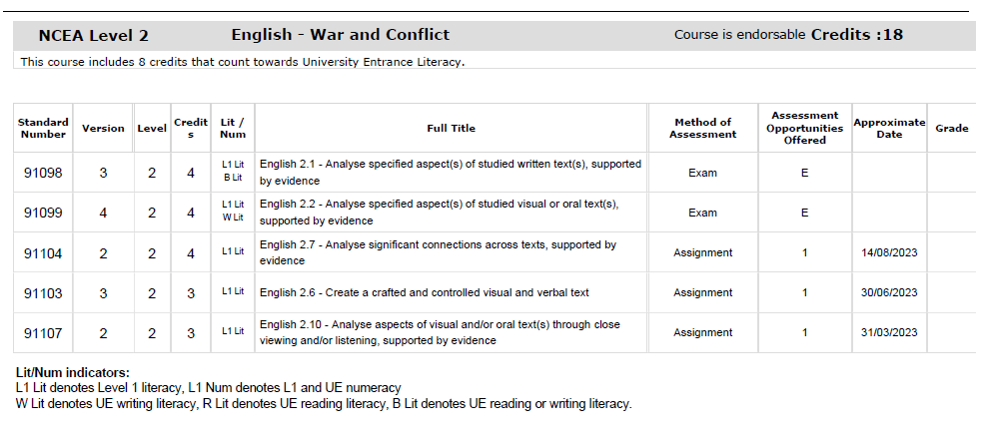 NCEA Level 2 English - War and Conflict Course is endorsable Credits :18
This course includes 8 credits that count towards University Entrance Literacy.
Standard Number Version Level Credits Lit / Num Full Title Method of Assessment Assessment Opportunities Offered Approximate Date Grade
91098 3 2 4 L1 Lit B Lit English 2.1 - Analyse specified aspect(s) of studied written text(s), supported by evidence Exam E
91099 4 2 4 L1 Lit W Lit English 2.2 - Analyse specified aspect(s) of studied visual or oral text(s), supported by evidence Exam E
91104 2 2 4 L1 Lit English 2.7 - Analyse significant connections across texts, supported by evidence Assignment 1 14/08/2023
91103 3 2 3 L1 Lit English 2.6 - Create a crafted and controlled visual and verbal text Assignment 1 30/06/2023
91107 2 2 3 L1 Lit English 2.10 - Analyse aspects of visual and/or oral text(s) through close viewing and/or listening, supported by evidence Assignment 1 31/03/2023
Lit/Num indicators:
L1 Lit denotes Level 1 literacy, L1 Num denotes L1 and UE numeracy
W Lit denotes UE writing literacy, R Lit denotes UE reading literacy, B Lit denotes UE reading or writing literacy.